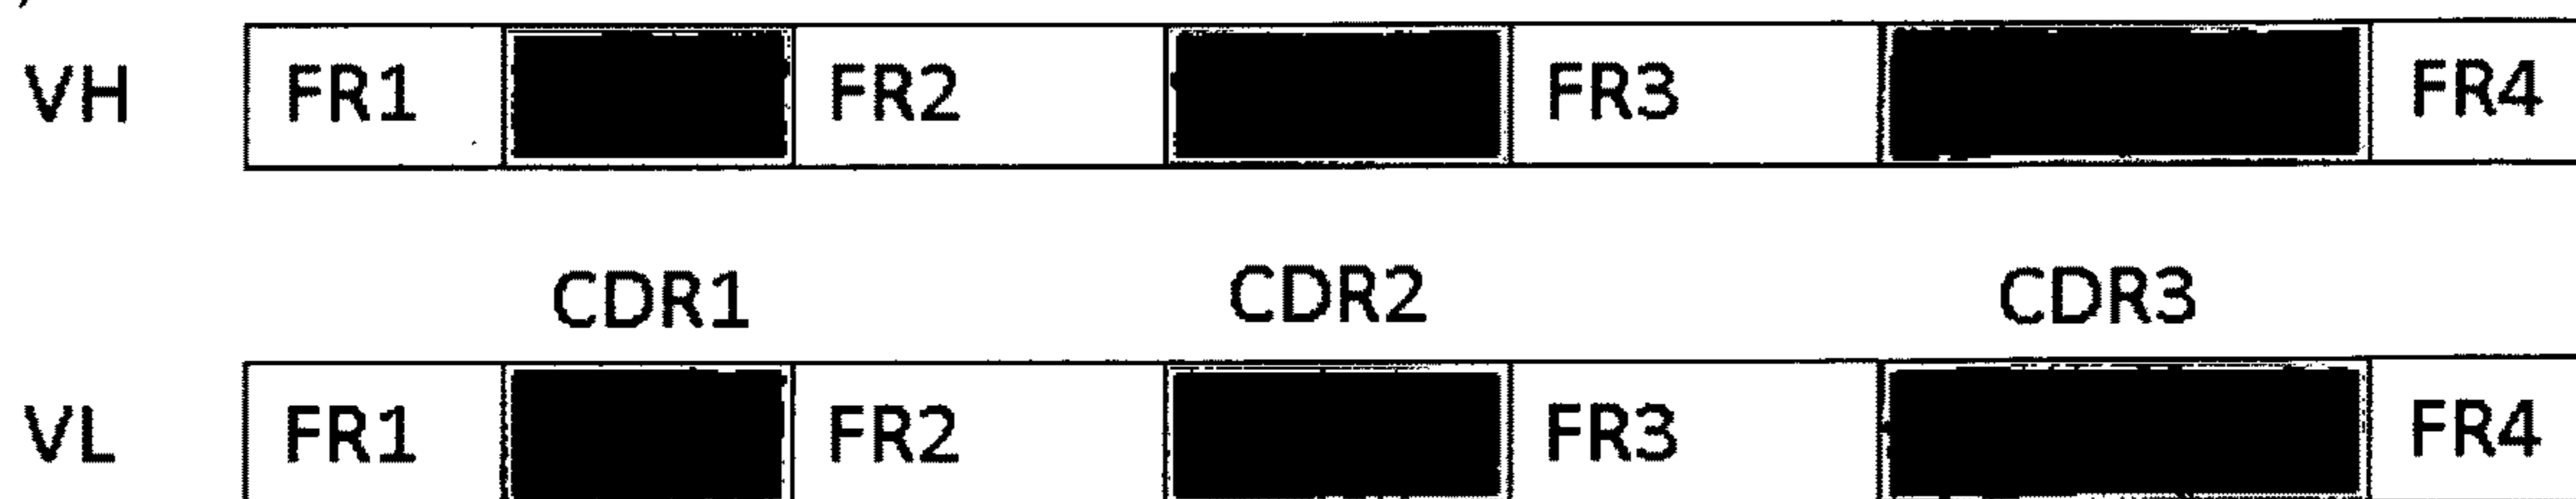 VH FR1 FR2 FR3 FR4
CDR1 CDR2 CDR3
VL FR1 FR2 FR3 FR4